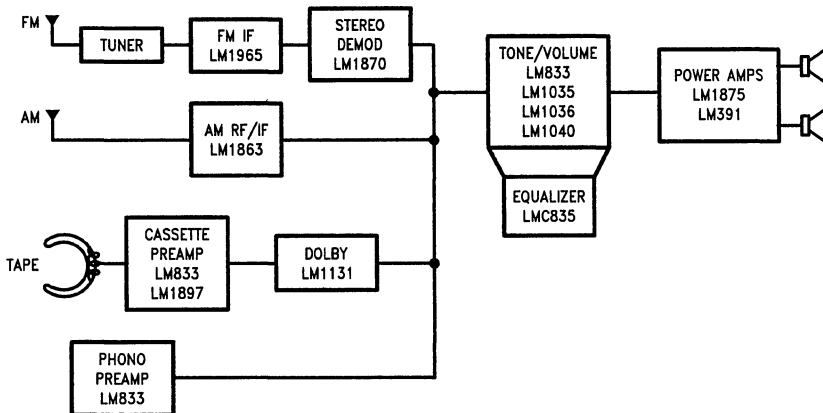 FM
TUNER
FM IF
LM1965
STEREO
DEMOD
LM1870
AM
AM RF/IF
LM1863
TAPE
CASSETTE
PREAMP
LM833
LM1897
DOLBY
LM1131
PHONO
PREAMP
LM833
TONE/VOLUME
LM833
LM1035
LM1036
LM1040
EQUALIZER
LMC835
POWER AMPS
LM1875
LM391